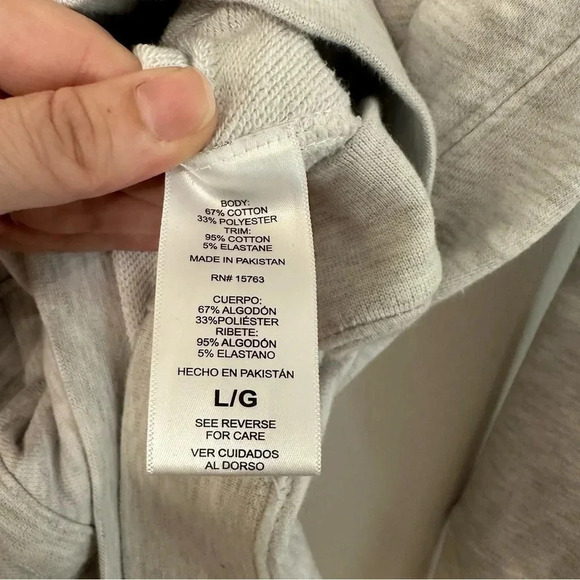 BODY:
67% COTTON
33% POLYESTER
TRIM:
95% COTTON
5% ELASTANE
MADE IN PAKISTAN
RN# 15763
CUERPO:
67% ALGODÓN
33%POLIÉSTER
RIBETE:
95% ALGODÓN
5% ELASTANO
HECHO EN PAKISTÁN
L/G
SEE REVERSE
FOR CARE
VER CUIDADOS
AL DORSO